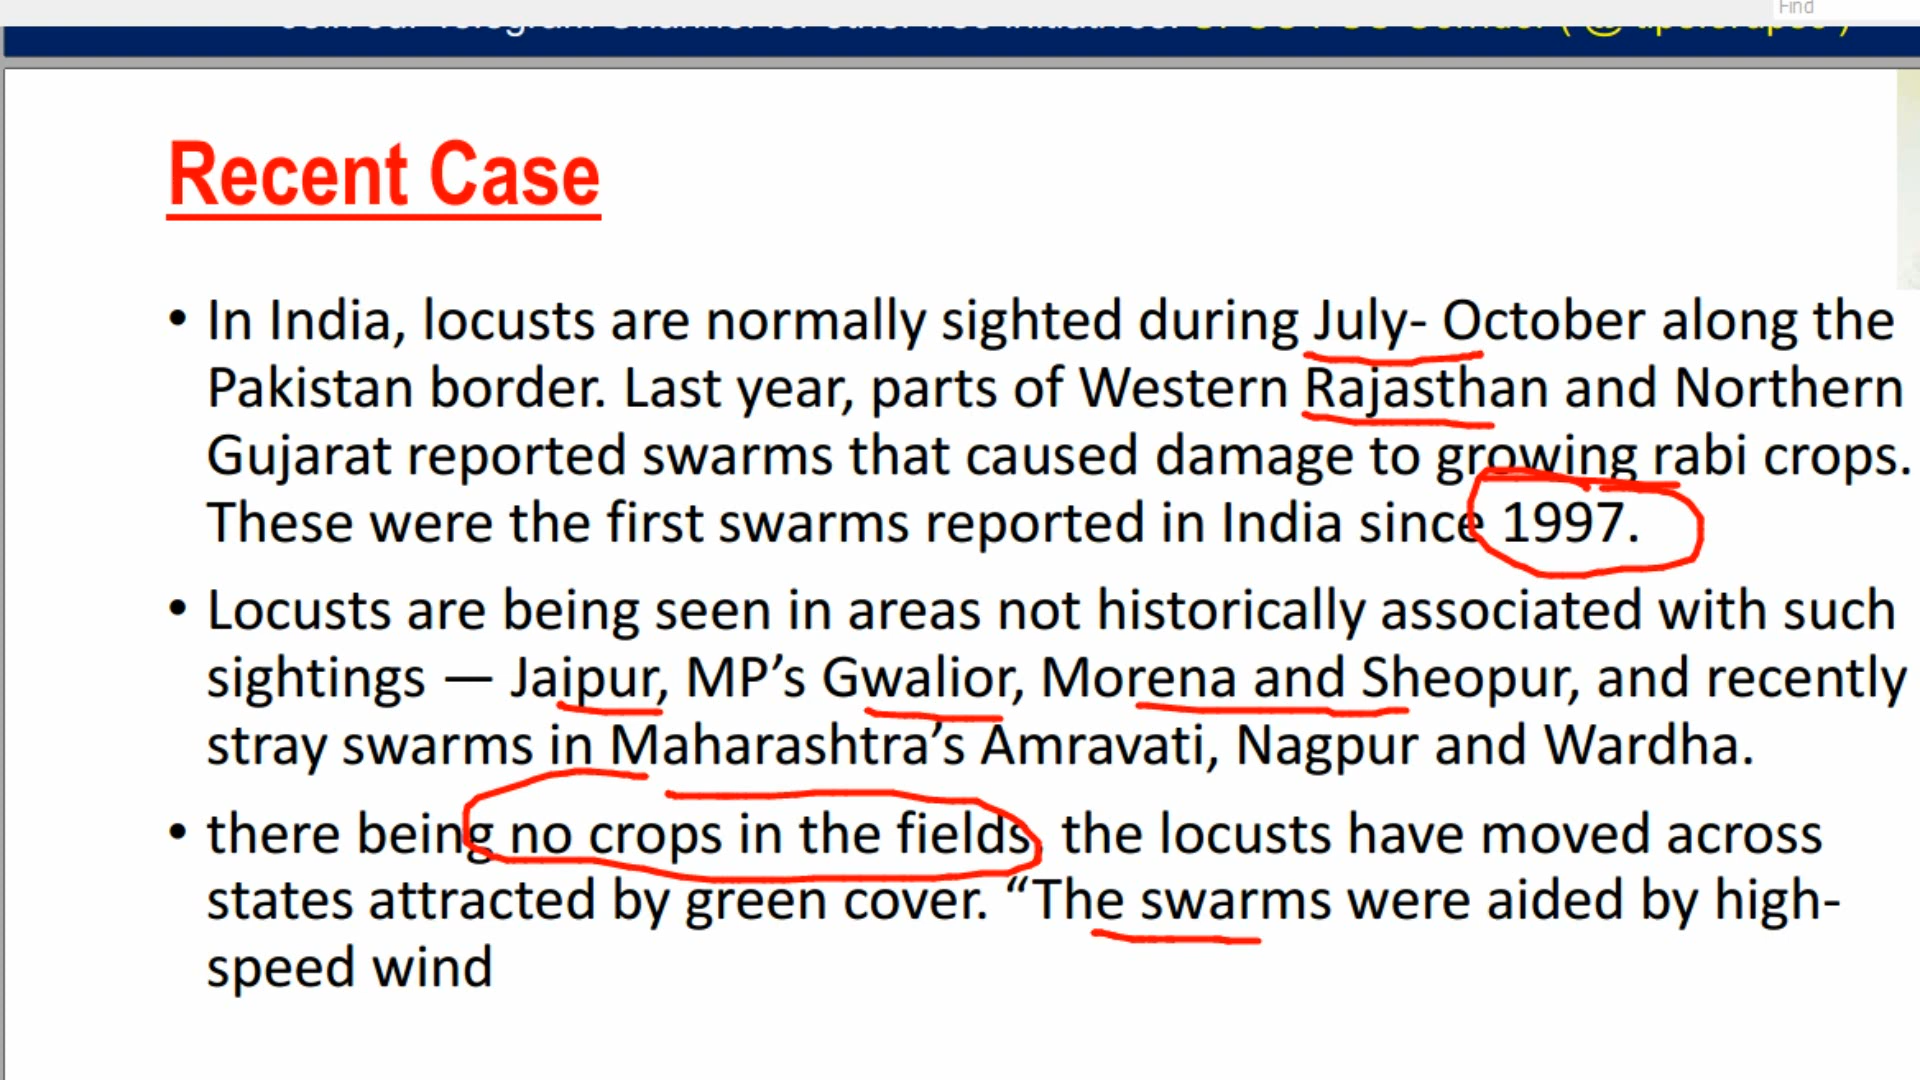 Find
Recent Case
• In India, locusts are normally sighted during July- October along the
Pakistan border. Last year, parts of Western Rajasthan and Northern
Gujarat reported swarms that caused damage to growing rabi crops.
These were the first swarms reported in India since 1997.
• Locusts are being seen in areas not historically associated with such
sightings — Jaipur, MP’s Gwalior, Morena and Sheopur, and recently
stray swarms in Maharashtra’s Amravati, Nagpur and Wardha.
• there being no crops in the fields, the locusts have moved across
states attracted by green cover. “The swarms were aided by high-
speed wind